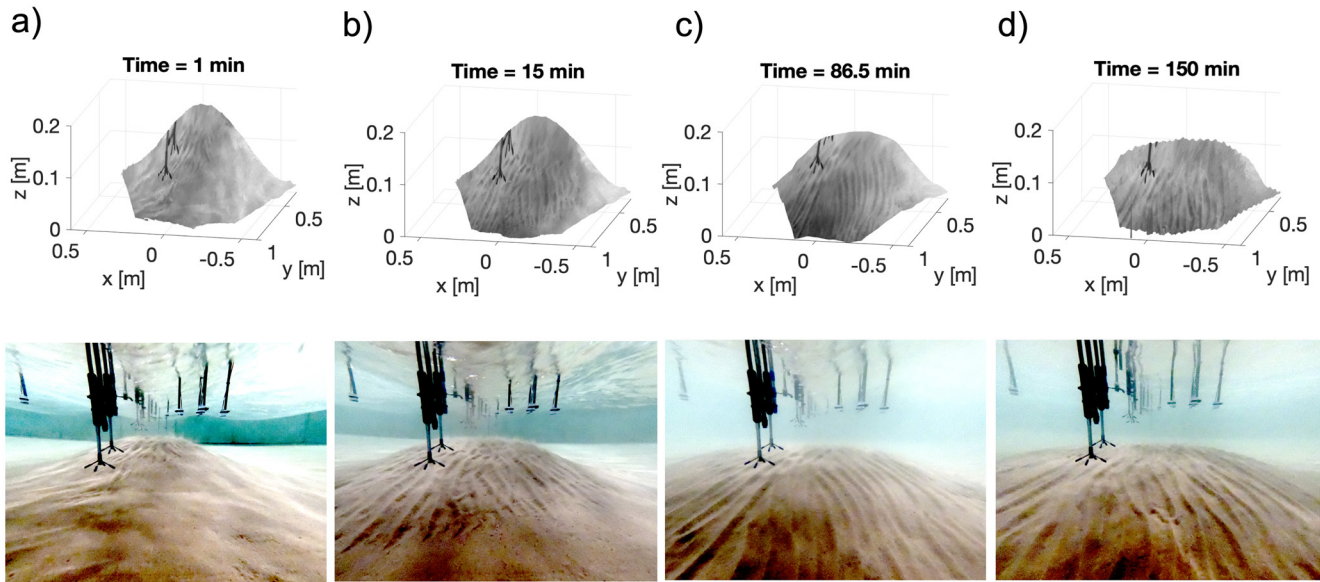 a)
b)
c)
d)
Time = 1 min
Time = 15 min
Time = 86.5 min
Time = 150 min
0.2
0.1
0
z [m]
0.5
0
-0.5
x [m]
1
0.5
y [m]
0.2
0.1
0
z [m]
0.5
0
-0.5
x [m]
1
0.5
y [m]
0.2
0.1
0
z [m]
0.5
0
-0.5
x [m]
1
0.5
y [m]
0.2
0.1
0
z [m]
0.5
0
-0.5
x [m]
1
0.5
y [m]